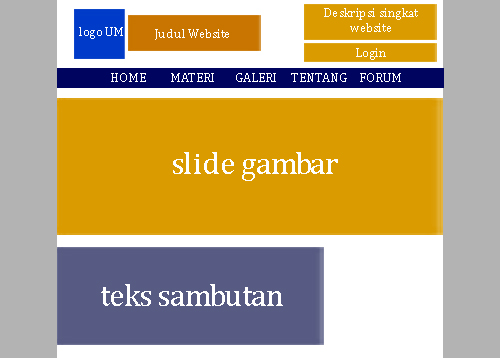 logo UM
Judul Website
Deskripsi singkat
website
Login
HOME MATERI GALERI TENTANG FORUM
slide gambar
teks sambutan